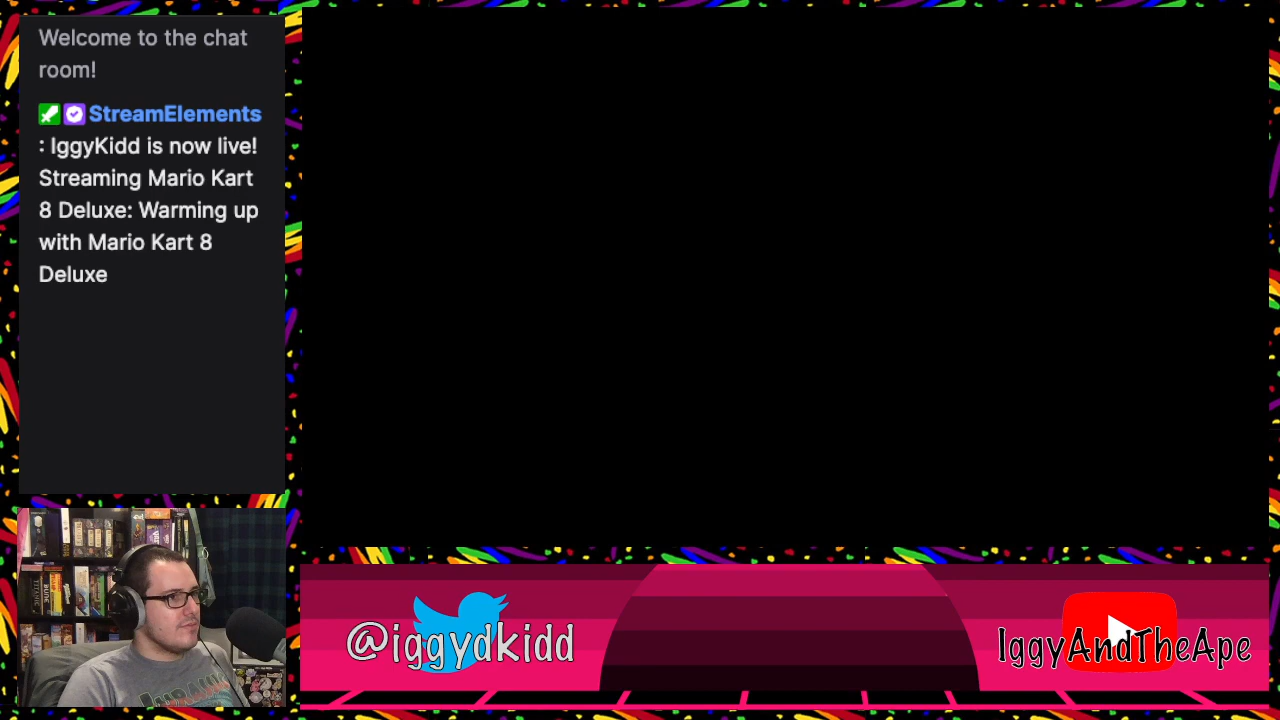 Welcome to the chat
room!
StreamElements
: IggyKidd is now live!
Streaming Mario Kart
8 Deluxe: Warming up
with Mario Kart 8
Deluxe
@iggydkidd
IggyAndTheApe